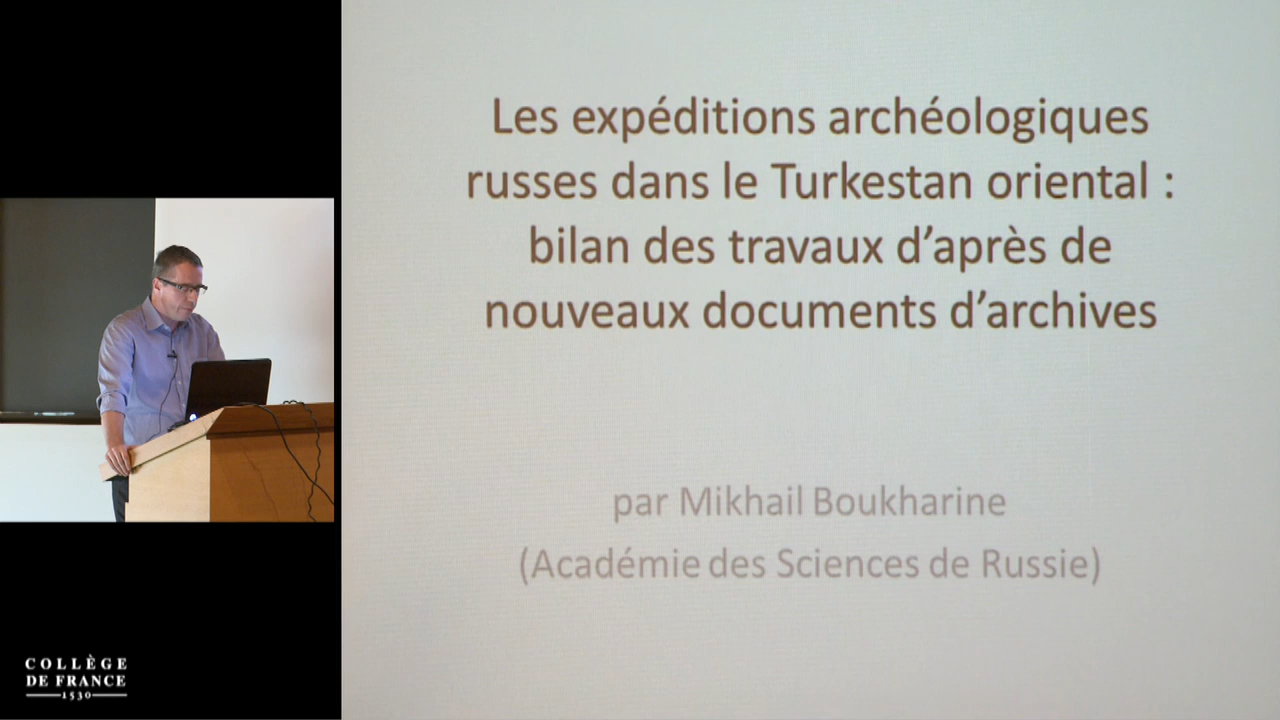 Les expéditions archéologiques
russes dans le Turkestan oriental :
bilan des travaux d’après de
nouveaux documents d’archives
par Mikhail Boukharine
(Académie des Sciences de Russie)
COLLÈGE
DE FRANCE
1530